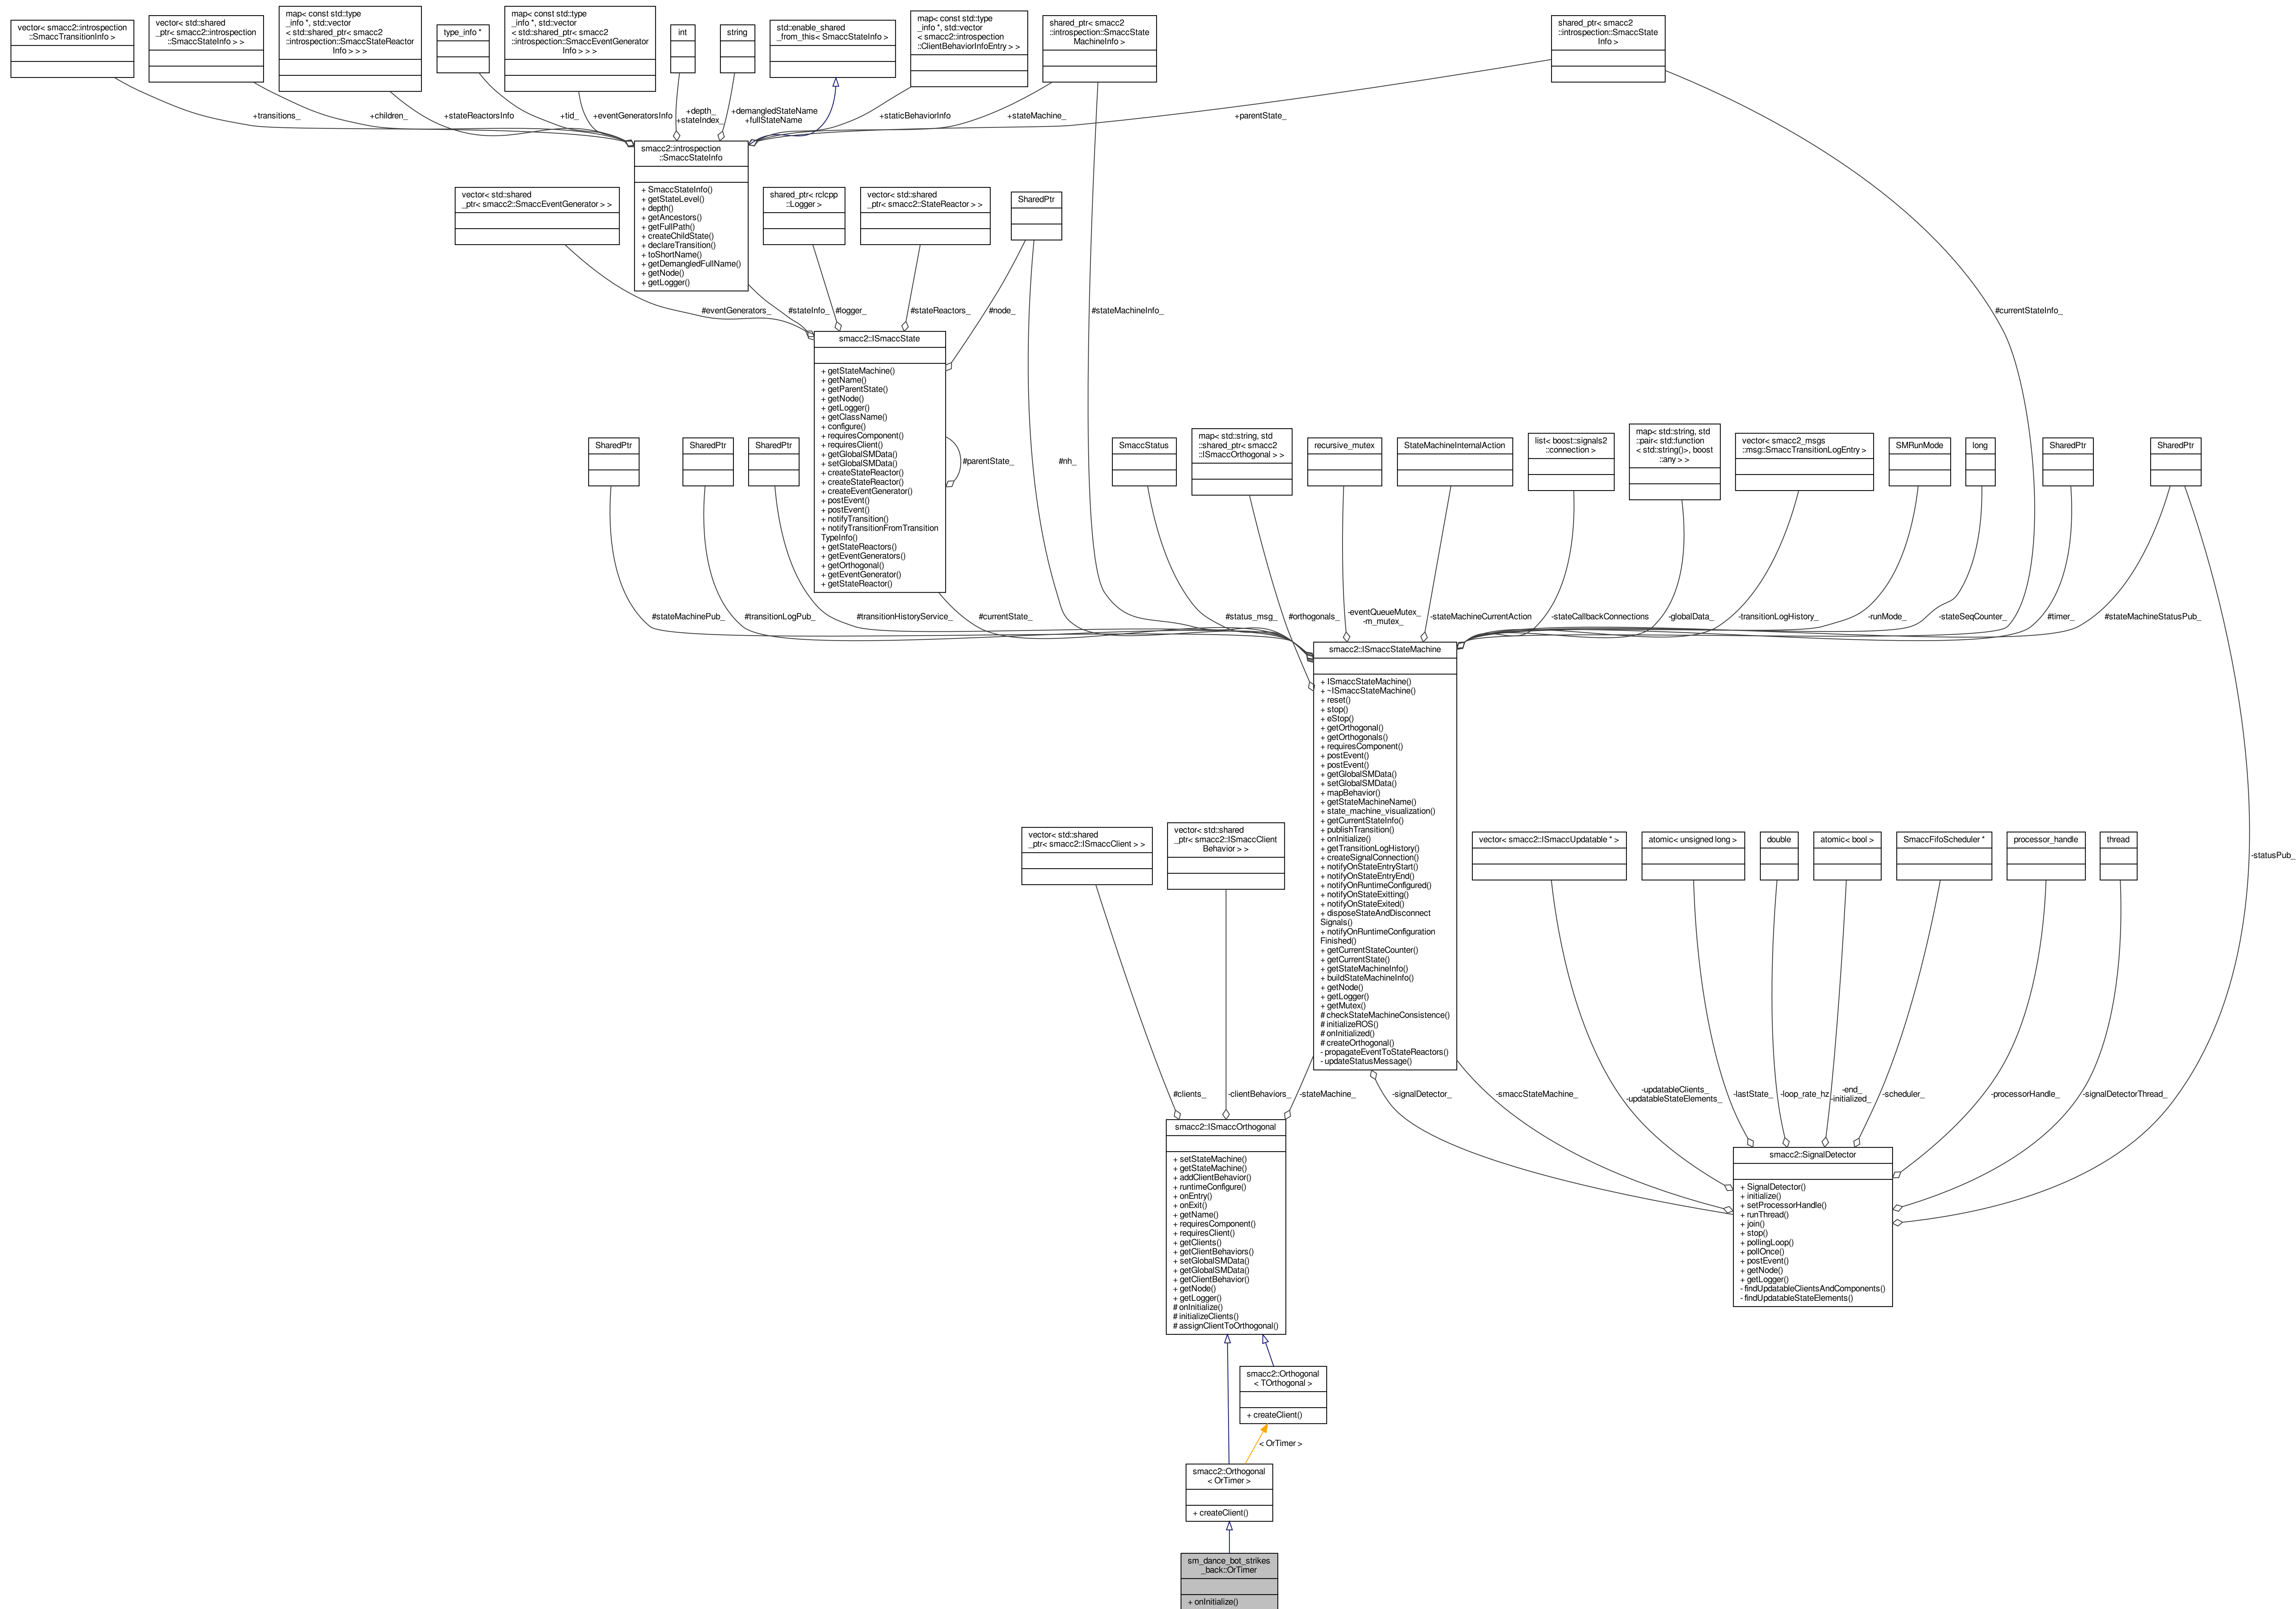 vector< smacc2::introspection
::SmaccTransitionInfo >
vector< std::shared
_ptr< smacc2::introspection
::SmaccStateInfo > >
map< const std::type
_info *, std::vector
< std::shared_ptr< smacc2
::introspection::SmaccStateReactor
Info > > >
type_info *
map< const std::type
_info *, std::vector
< std::shared_ptr< smacc2
::introspection::SmaccEventGenerator
Info > > >
int
string
std::enable_shared
_from_this< SmaccStateInfo >
map< const std::type
_info *, std::vector
< smacc2::introspection
::ClientBehaviorInfoEntry > >
shared_ptr< smacc2
::introspection::SmaccState
MachineInfo >
shared_ptr< smacc2
::introspection::SmaccState
Info >
+transitions_
+children_
+stateReactorsInfo
+tid_
+eventGeneratorsInfo
+depth_
+stateIndex_
+demangledStateName
+fullStateName
+staticBehaviorInfo
+stateMachine_
+parentState_
smacc2::introspection
::SmaccStateInfo
+ SmaccStateInfo()
+ getStateLevel()
+ depth()
+ getAncestors()
+ getFullPath()
+ createChildState()
+ declareTransition()
+ toShortName()
+ getDemangledFullName()
+ getNode()
+ getLogger()
vector< std::shared
_ptr< smacc2::SmaccEventGenerator > >
shared_ptr< rclcpp
::Logger >
vector< std::shared
_ptr< smacc2::StateReactor > >
SharedPtr
#eventGenerators_
#stateInfo_
#logger_
#stateReactors_
#node_
#stateMachineInfo_
#currentStateInfo_
smacc2::ISmaccState
+ getStateMachine()
+ getName()
+ getParentState()
+ getNode()
+ getLogger()
+ getClassName()
+ configure()
+ requiresComponent()
+ requiresClient()
+ getGlobalSMData()
+ setGlobalSMData()
+ createStateReactor()
+ createStateReactor()
+ createEventGenerator()
+ postEvent()
+ postEvent()
+ notifyTransition()
+ notifyTransitionFromTransition
TypeInfo()
+ getStateReactors()
+ getEventGenerators()
+ getOrthogonal()
+ getEventGenerator()
+ getStateReactor()
#parentState_
#nh_
SharedPtr
SharedPtr
SharedPtr
SmaccStatus
map< std::string, std
::shared_ptr< smacc2
::ISmaccOrthogonal > >
recursive_mutex
StateMachineInternalAction
list< boost::signals2
::connection >
map< std::string, std
::pair< std::function
< std::string()>, boost
::any > >
vector< smacc2_msgs
::msg::SmaccTransitionLogEntry >
SMRunMode
long
SharedPtr
SharedPtr
#stateMachinePub_
#transitionLogPub_
#transitionHistoryService_
#currentState_
#status_msg_
#orthogonals_
-eventQueueMutex_
-m_mutex_
-stateMachineCurrentAction
-stateCallbackConnections
-globalData_
-transitionLogHistory_
-runMode_
-stateSeqCounter_
#timer_
#stateMachineStatusPub_
smacc2::ISmaccStateMachine
+ ISmaccStateMachine()
+ ~ISmaccStateMachine()
+ reset()
+ stop()
+ eStop()
+ getOrthogonal()
+ getOrthogonals()
+ requiresComponent()
+ postEvent()
+ postEvent()
+ getGlobalSMData()
+ setGlobalSMData()
+ mapBehavior()
+ getStateMachineName()
+ state_machine_visualization()
+ getCurrentStateInfo()
+ publishTransition()
+ onInitialize()
+ getTransitionLogHistory()
+ createSignalConnection()
+ notifyOnStateEntryStart()
+ notifyOnStateEntryEnd()
+ notifyOnRuntimeConfigured()
+ notifyOnStateExitting()
+ notifyOnStateExited()
+ disposeStateAndDisconnect
Signals()
+ notifyOnRuntimeConfiguration
Finished()
+ getCurrentStateCounter()
+ getCurrentState()
+ getStateMachineInfo()
+ buildStateMachineInfo()
+ getNode()
+ getLogger()
+ getMutex()
# checkStateMachineConsistence()
# initializeROS()
# onInitialized()
# createOrthogonal()
- propagateEventToStateReactors()
- updateStatusMessage()
vector< std::shared
_ptr< smacc2::ISmaccClient > >
vector< std::shared
_ptr< smacc2::ISmaccClient
Behavior > >
vector< smacc2::ISmaccUpdatable * >
atomic< unsigned long >
double
atomic< bool >
SmaccFifoScheduler *
processor_handle
thread
-statusPub_
#clients_
-clientBehaviors_
-stateMachine_
-signalDetector_
-smaccStateMachine_
-updatableClients_
-updatableStateElements_
-lastState_
-loop_rate_hz
-end_
-initialized_
-scheduler_
-processorHandle_
-signalDetectorThread_
smacc2::ISmaccOrthogonal
+ setStateMachine()
+ getStateMachine()
+ addClientBehavior()
+ runtimeConfigure()
+ onEntry()
+ onExit()
+ getName()
+ requiresComponent()
+ requiresClient()
+ getClients()
+ getClientBehaviors()
+ setGlobalSMData()
+ getGlobalSMData()
+ getClientBehavior()
+ getNode()
+ getLogger()
# onInitialize()
# initializeClients()
# assignClientToOrthogonal()
smacc2::SignalDetector
+ SignalDetector()
+ initialize()
+ setProcessorHandle()
+ runThread()
+ join()
+ stop()
+ pollingLoop()
+ pollOnce()
+ postEvent()
+ getNode()
+ getLogger()
- findUpdatableClientsAndComponents()
- findUpdatableStateElements()
smacc2::Orthogonal
< TOrthogonal >
+ createClient()
< OrTimer >
smacc2::Orthogonal
< OrTimer >
+ createClient()
sm_dance_bot_strikes
_back::OrTimer
+ onInitialize()